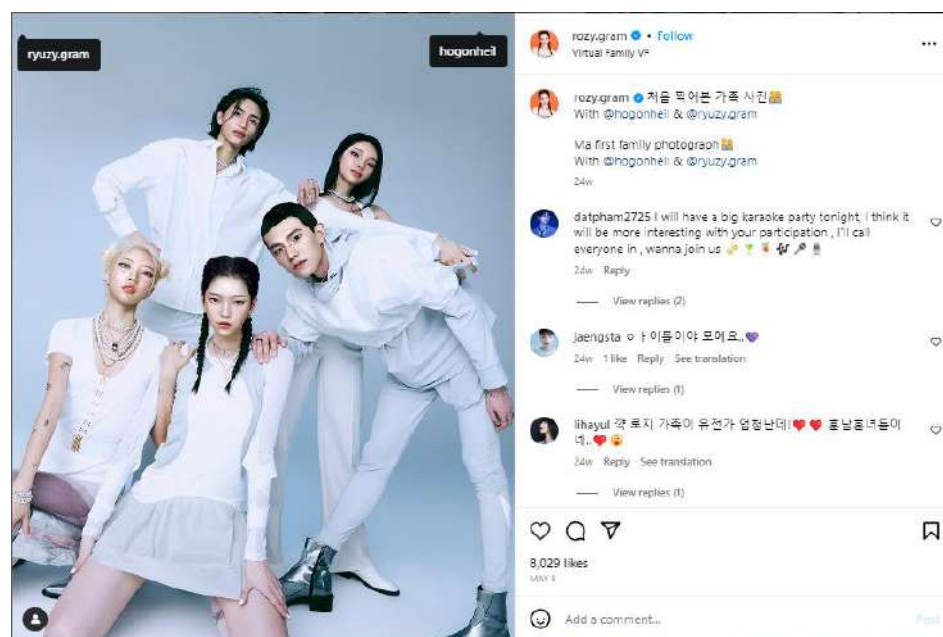 ryuzy.gram
hogonheil
rozy.gram • Follow
Virtual Family VF
rozy.gram 처음 찍어본 가족 사진
With @hogonheil & @ryuzy.gram
Ma first family photograph
With @hogonheil & @ryuzy.gram
24w
datpham2725 I will have a big karaoke party tonight, i think it
will be more interesting with your participation , I'll call
everyone in , wanna join us
24w Reply
View replies (2)
jaengsta ㅇㅏ이돌이야 모에요..
24w 1 like Reply See translation
View replies (1)
lihayul 꺅 로지 가족이 유전가 엄청난데! 훈남훈녀들이
네..
24w Reply See translation
View replies (1)
8,029 likes
MAY
Add a comment...
Post